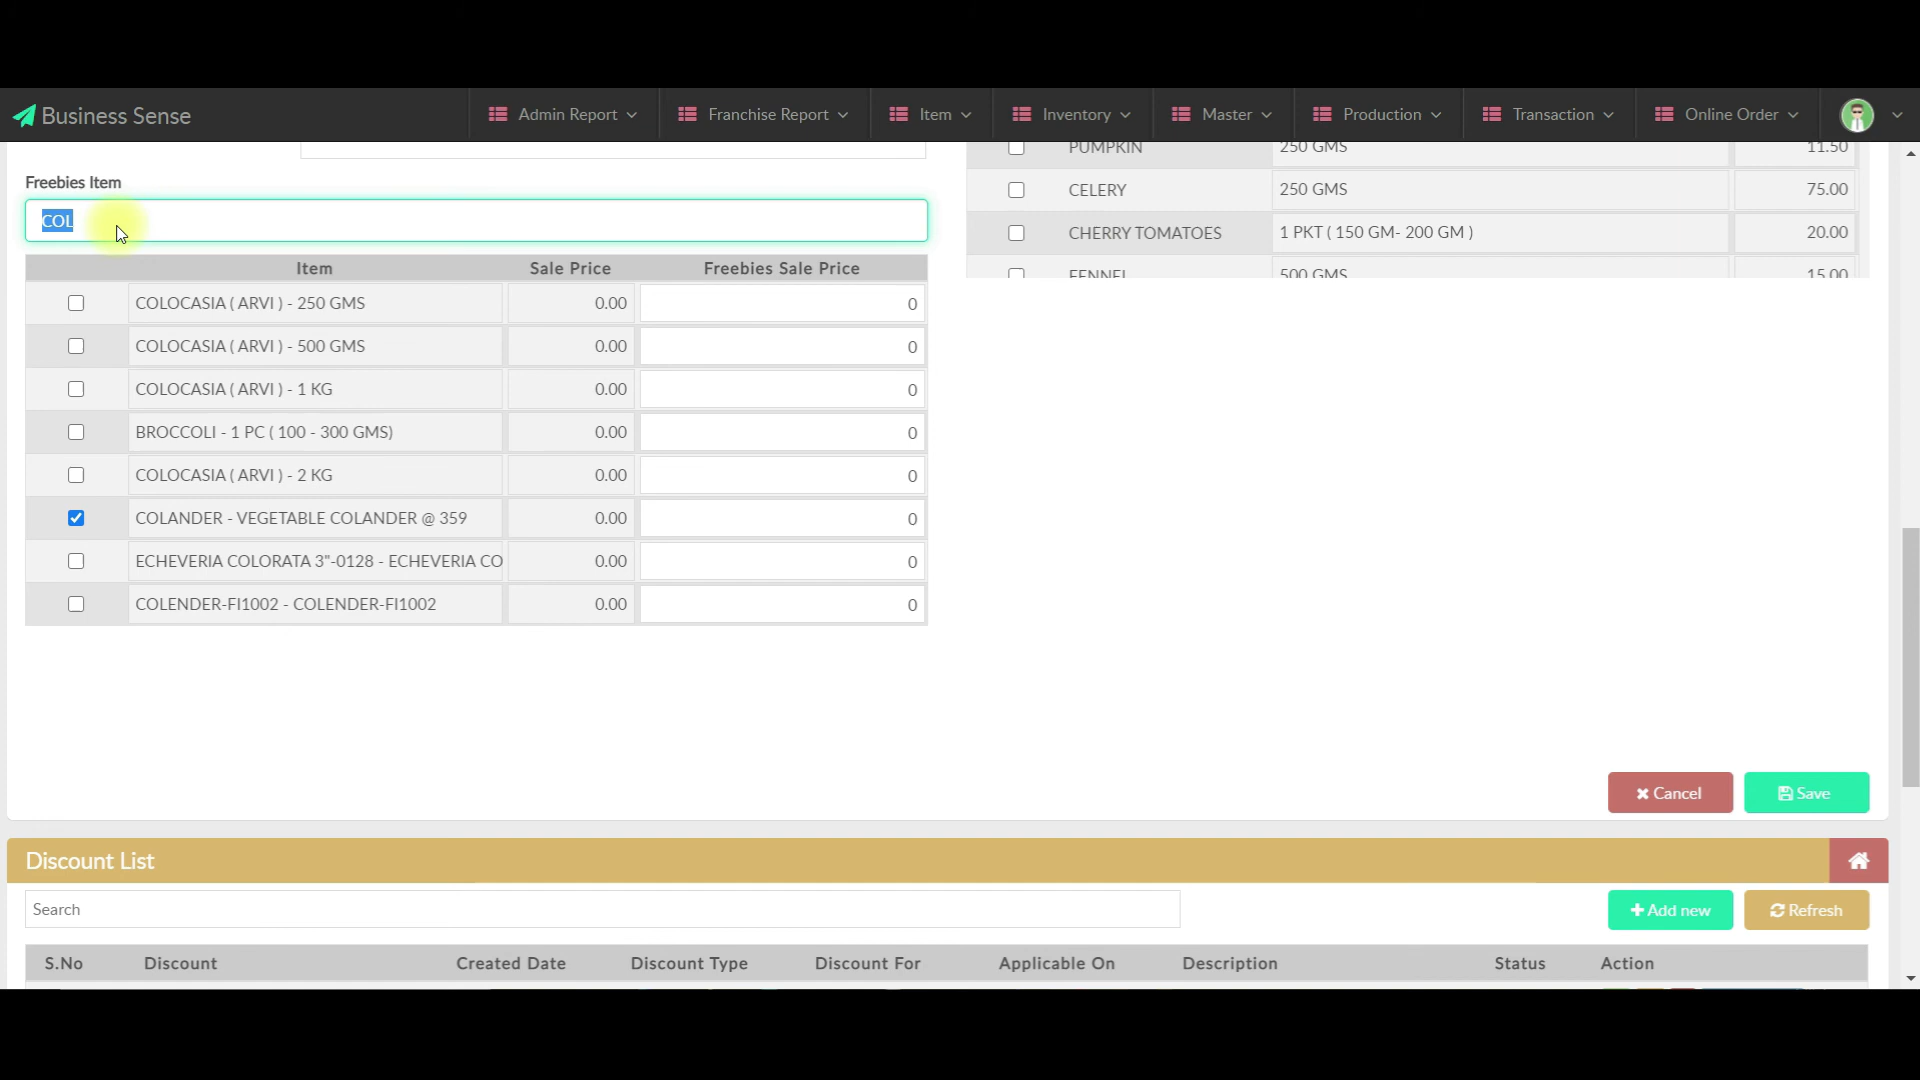 Business Sense
Admin Report
Franchise Report
Item
Inventory
Master
Production
Transaction
Online Order
PUMPKIN 250 GMS 11.50
Freebies Item
CELERY 250 GMS 75.00
COL
CHERRY TOMATOES 1 PKT ( 150 GM- 200 GM ) 20.00
FENNEL 500 GMS 15.00
Item Sale Price Freebies Sale Price
COLOCASIA ( ARVI ) - 250 GMS 0.00 0
COLOCASIA ( ARVI ) - 500 GMS 0.00 0
COLOCASIA ( ARVI ) - 1 KG 0.00 0
BROCCOLI - 1 PC ( 100 - 300 GMS) 0.00 0
COLOCASIA ( ARVI ) - 2 KG 0.00 0
COLANDER - VEGETABLE COLANDER @ 359 0.00 0
ECHEVERIA COLORATA 3"-0128 - ECHEVERIA CO 0.00 0
COLENDER-FI1002 - COLENDER-FI1002 0.00 0
Cancel
Save
Discount List
Search
Add new
Refresh
S.No Discount Created Date Discount Type Discount For Applicable On Description Status Action